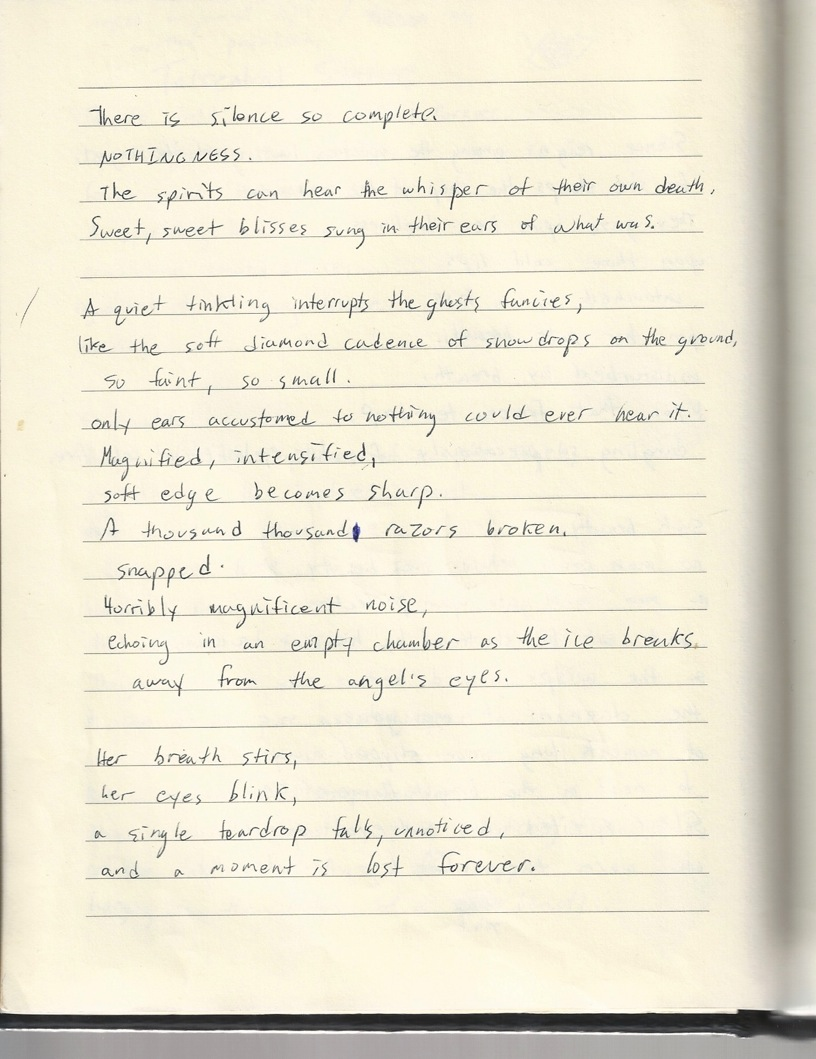 There is silence so complete.
NOTHINGNESS.
The spirits can hear the whisper of their own death,
Sweet, sweet blisses sung in their ears of what was.
A quiet tinkling interrupts the ghosts fancies,
like the soft diamond cadence of snowdrops on the ground,
so faint, so small.
only ears accustomed to nothing could ever hear it.
Magnified, intensified,
soft edge becomes sharp.
A thousand thousand razors broken.
snapped.
Horribly magnificent noise,
echoing in an empty chamber as the ice breaks
away from the angel's eyes.
Her breath stirs,
her eyes blink,
a single teardrop falls, unnoticed,
and a moment is lost forever.